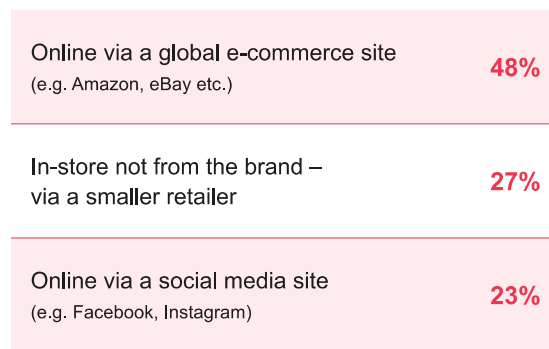 Online via a global e-commerce site
48%
(e.g. Amazon, eBay etc.)
In-store not from the brand –
27%
via a smaller retailer
Online via a social media site
23%
(e.g. Facebook, Instagram)